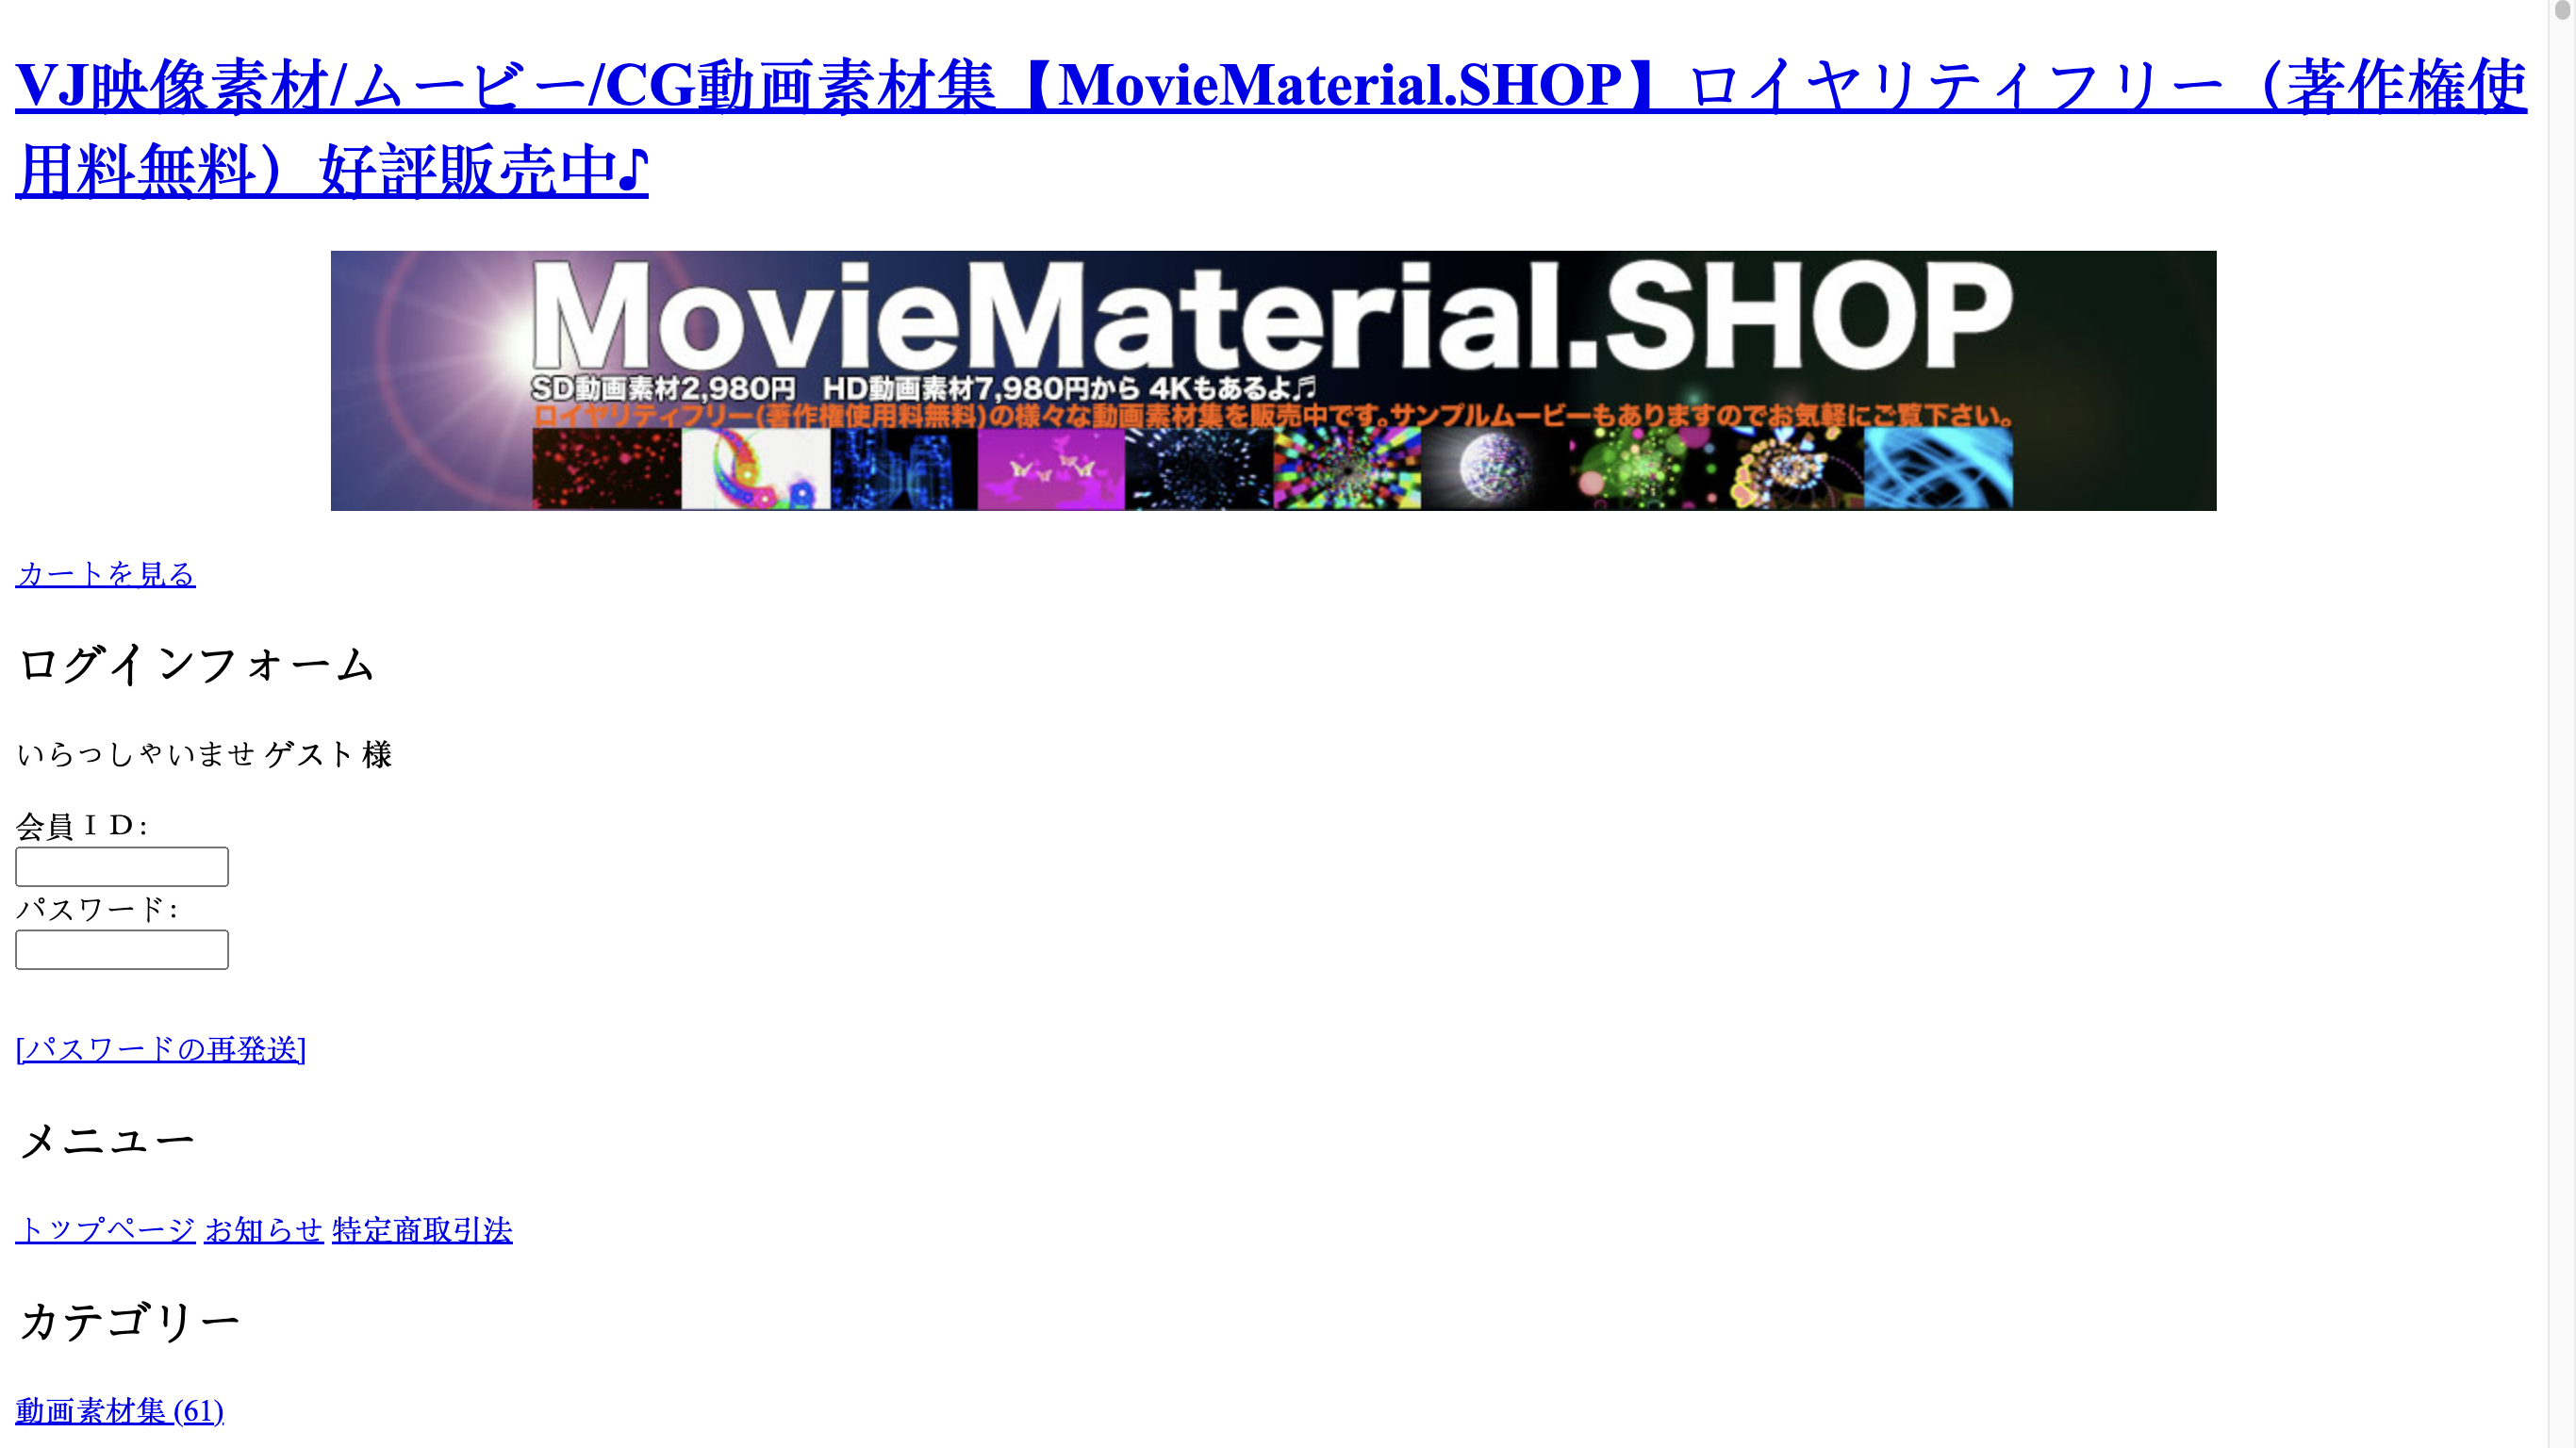 VJ映像素材/ムービー/CG動画素材集【MovieMaterial.SHOP】ロイヤリティフリー（著作権使
用料無料）好評販売中♪
MovieMaterial.SHOP
SD動画素材2,980円　HD動画素材7,980円から 4Kもあるよ♬
ロイヤリティフリー(著作権使用料無料)の様々な動画素材集を販売中です。サンプルムービーもありますのでお気軽にご覧下さい。
カートを見る
ログインフォーム
いらっしゃいませ ゲスト 様
会員ＩＤ:
パスワード:
[パスワードの再発送]
メニュー
トップページ お知らせ 特定商取引法
カテゴリー
動画素材集 (61)